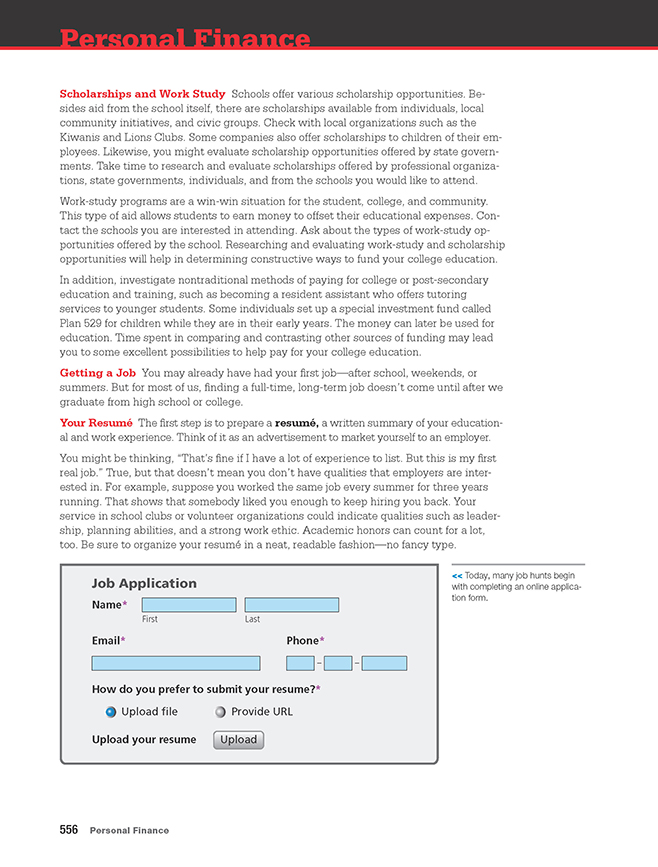 Personal Finance
Scholarships and Work Study Schools offer various scholarship opportunities. Be-
sides aid from the school itself, there are scholarships available from individuals, local
community initiatives, and civic groups. Check with local organizations such as the
Kiwanis and Lions Clubs. Some companies also offer scholarships to children of their em-
ployees. Likewise, you might evaluate scholarship opportunities offered by state govern-
ments. Take time to research and evaluate scholarships offered by professional organiza-
tions, state governments, individuals, and from the schools you would like to attend.
Work-study programs are a win-win situation for the student, college, and community.
This type of aid allows students to earn money to offset their educational expenses. Con-
tact the schools you are interested in attending. Ask about the types of work-study op-
portunities offered by the school. Researching and evaluating work-study and scholarship
opportunities will help in determining constructive ways to fund your college education.
In addition, investigate nontraditional methods of paying for college or post-secondary
education and training, such as becoming a resident assistant who offers tutoring
services to younger students. Some individuals set up a special investment fund called
Plan 529 for children while they are in their early years. The money can later be used for
education. Time spent in comparing and contrasting other sources of funding may lead
you to some excellent possibilities to help pay for your college education.
Getting a Job You may already have had your first job—after school, weekends, or
summers. But for most of us, finding a full-time, long-term job doesn't come until after we
graduate from high school or college.
Your Resumé The first step is to prepare a resumé, a written summary of your education-
al and work experience. Think of it as an advertisement to market yourself to an employer.
You might be thinking, "That's fine if I have a lot of experience to list. But this is my first
real job." True, but that doesn't mean you don't have qualities that employers are inter-
ested in. For example, suppose you worked the same job every summer for three years
running. That shows that somebody liked you enough to keep hiring you back. Your
service in school clubs or volunteer organizations could indicate qualities such as leader-
ship, planning abilities, and a strong work ethic. Academic honors can count for a lot,
too. Be sure to organize your resumé in a neat, readable fashion—no fancy type.
Job Application
Name*
First Last
Email* Phone*
– –
How do you prefer to submit your resume?*
Upload file Provide URL
Upload your resume Upload
<< Today, many job hunts begin
with completing an online applica-
tion form.
556 Personal Finance